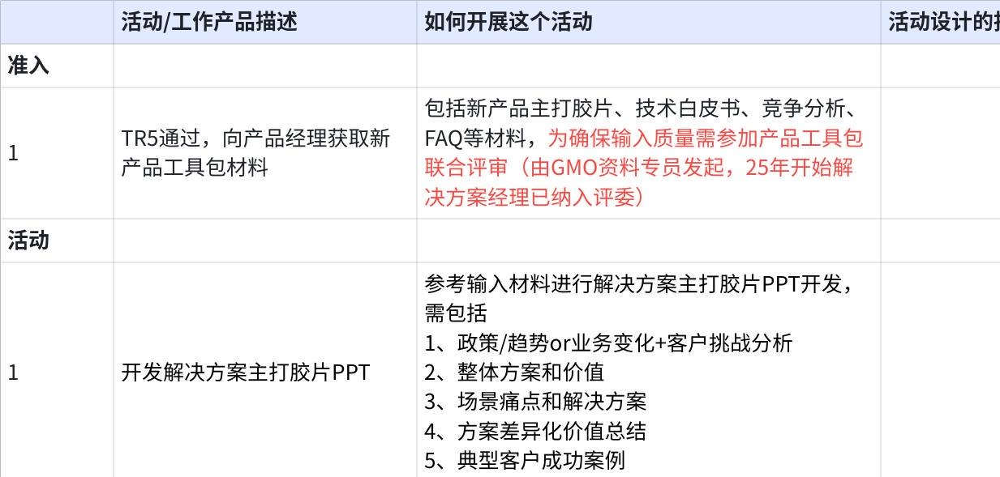 活动/工作产品描述
如何开展这个活动
活动设计的
准入
1
TR5通过，向产品经理获取新
产品工具包材料
包括新产品主打胶片、技术白皮书、竞争分析、
FAQ等材料，为确保输入质量需参加产品工具包
联合评审（由GMO资料专员发起，25年开始解
决方案经理已纳入评委）
活动
1
开发解决方案主打胶片PPT
参考输入材料进行解决方案主打胶片PPT开发，
需包括
1、政策/趋势or业务变化+客户挑战分析
2、整体方案和价值
3、场景痛点和解决方案
4、方案差异化价值总结
5、典型客户成功案例